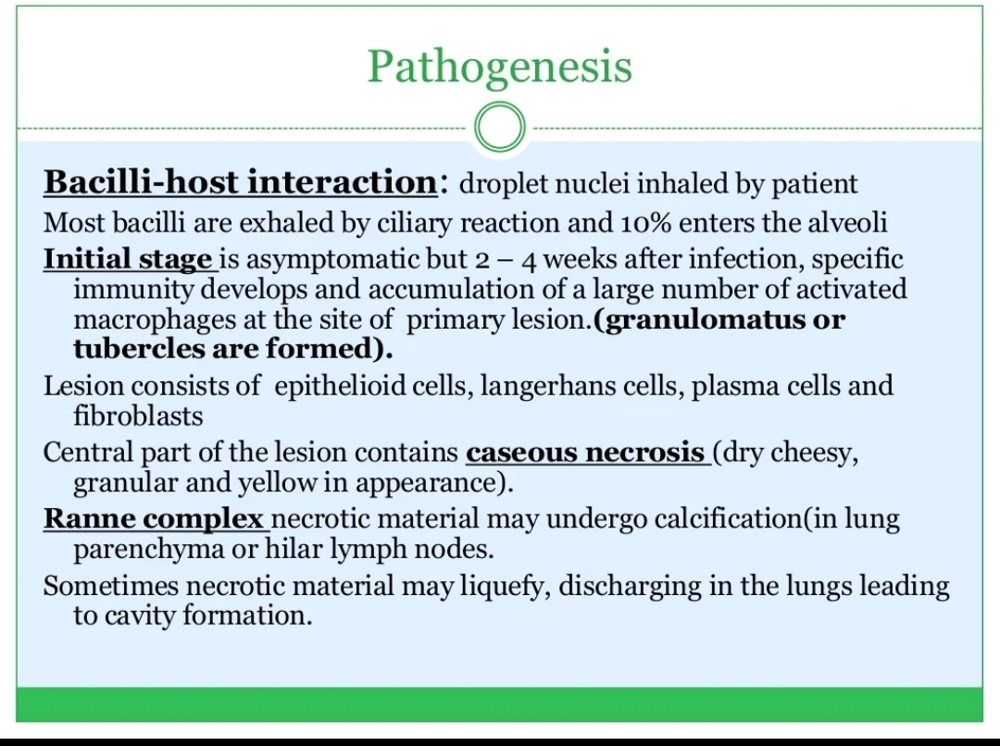 Pathogenesis
Bacilli-host interaction: droplet nuclei inhaled by patient
Most bacilli are exhaled by ciliary reaction and 10% enters the alveoli
Initial stage is asymptomatic but 2 – 4 weeks after infection, specific
immunity develops and accumulation of a large number of activated
macrophages at the site of primary lesion.(granulomatus or
tubercles are formed).
Lesion consists of epithelioid cells, langerhans cells, plasma cells and
fibroblasts
Central part of the lesion contains caseous necrosis (dry cheesy,
granular and yellow in appearance).
Ranne complex necrotic material may undergo calcification(in lung
parenchyma or hilar lymph nodes.
Sometimes necrotic material may liquefy, discharging in the lungs leading
to cavity formation.